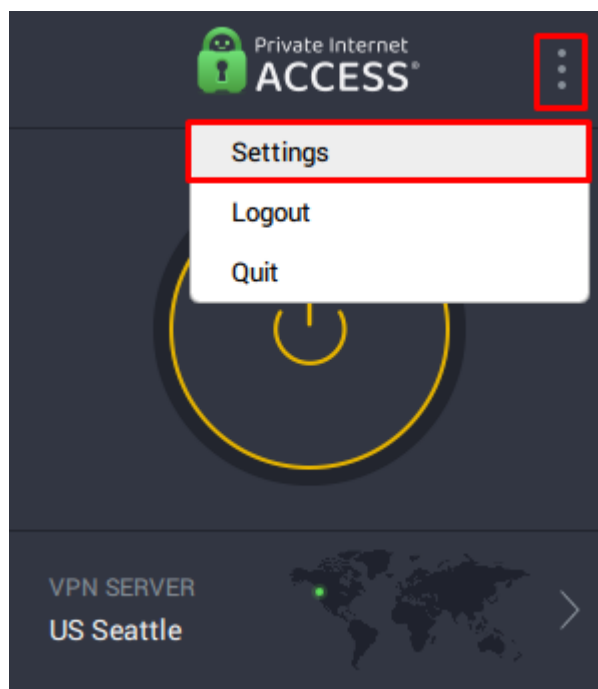 Private Internet
ACCESS®
Settings
Logout
Quit
VPN SERVER
US Seattle